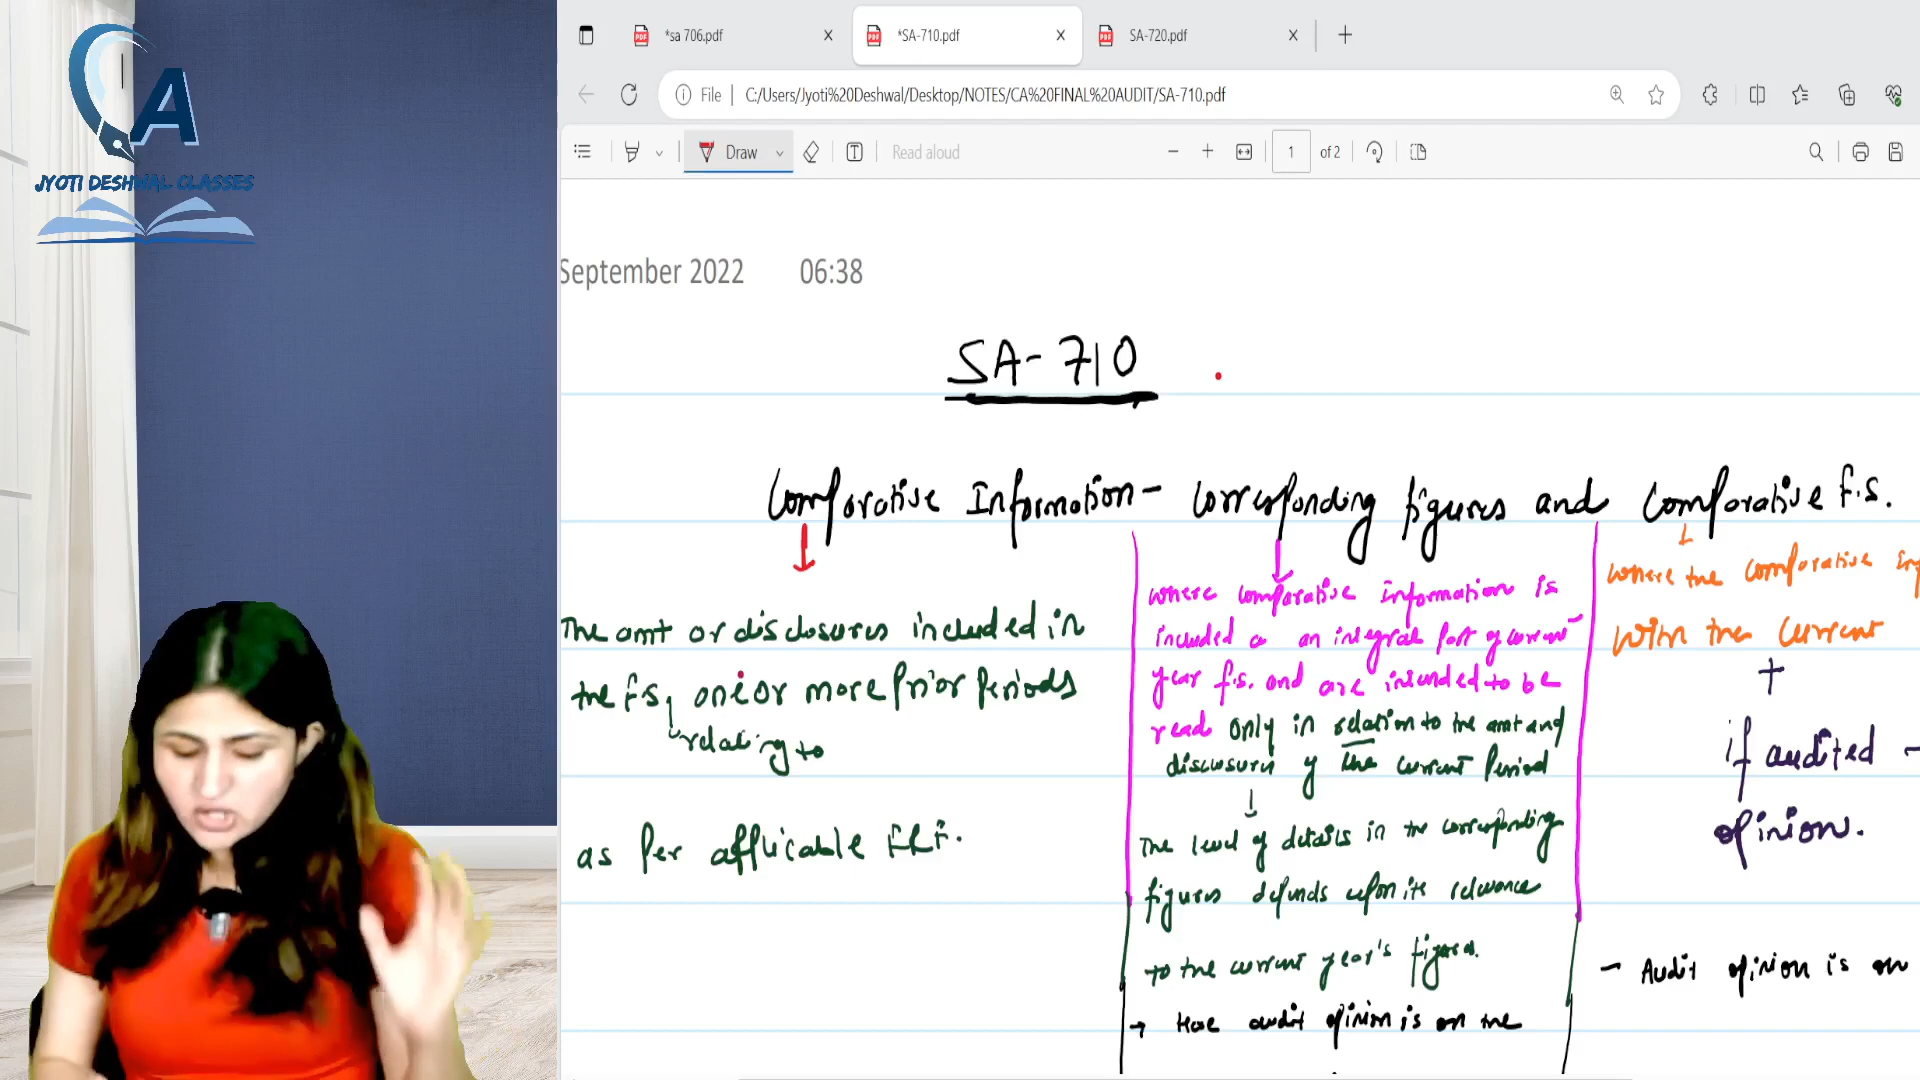 CA
JYOTI DESHWAL CLASSES
*sa 706.pdf
*SA-710.pdf
SA-720.pdf
File
C:/Users/Jyoti%20Deshwal/Desktop/NOTES/CA%20FINAL%20AUDIT/SA-710.pdf
Draw
Read aloud
1 of 2
September 2022 06:38
SA-710
Comparative Information - Corresponding figures and Comparative f.s.
The amt or disclosures included in
the f.s, one or more prior periods
relating to
as per applicable FRF.
where comparative information is
included as an integral part of current
year f.s. and are intended to be
read only in relation to the amt and
disclosures of the current period
The level of details in the corresponding
figures depends upon its relevance
to the current year's figures.
→ Here audit opinion is on the
where the comparative
with the current
+
if audited -
opinion.
- Audit opinion is on